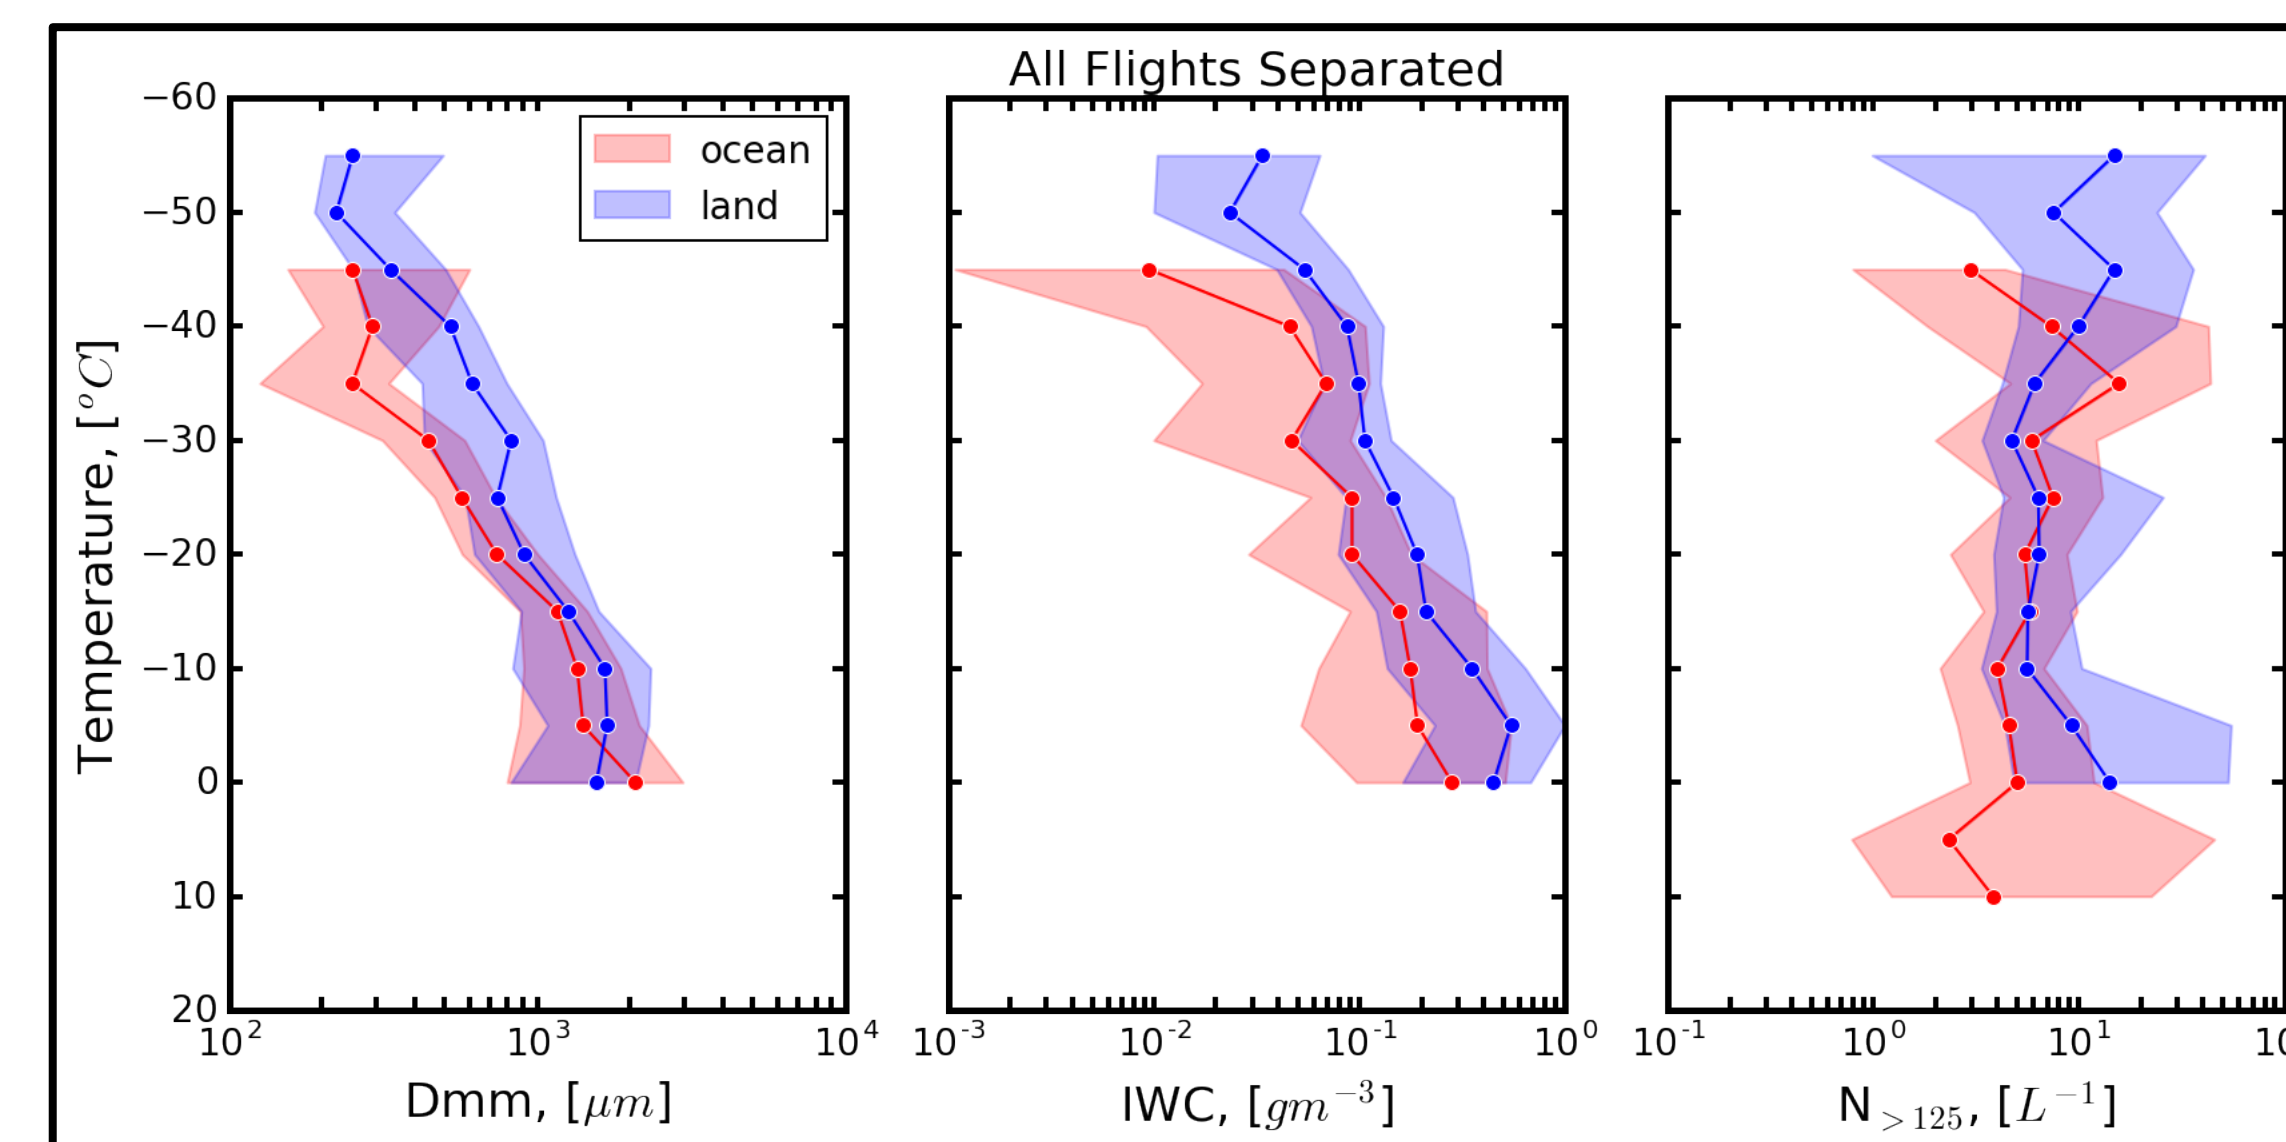 All Flights Separated
−60
−50
−40
−30
−20
−10
0
10
20
Temperature, [°C]
ocean
land
10² 10³ 10⁴
10⁻³ 10⁻² 10⁻¹ 10⁰
10⁻¹ 10⁰ 10¹
Dmm, [μm]
IWC, [gm⁻³]
N>125, [L⁻¹]